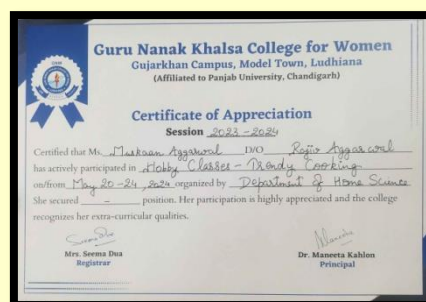 Guru Nanak Khalsa College for Women
Gujarkhan Campus, Model Town, Ludhiana
(Affiliated to Panjab University, Chandigarh)
Certificate of Appreciation
Session 2023-2024
Certified that Ms. Muskaan Aggarwal D/O Rajiv Aggarwal
has actively participated in Hobby Classes - Trendy Cooking
on/from May 20-24, 2024 organized by Department of Home Science
She secured - position. Her participation is highly appreciated and the college
recognizes her extra-curricular qualities.
Mrs. Seema Dua
Registrar
Dr. Maneeta Kahlon
Principal